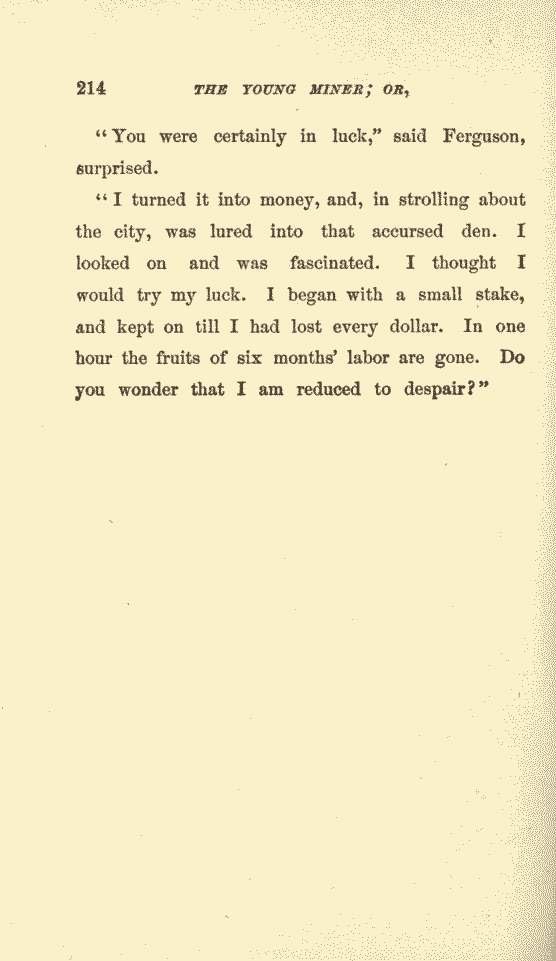 214 THE YOUNG MINER; OR,
“You were certainly in luck,” said Ferguson,
surprised.
“I turned it into money, and, in strolling about
the city, was lured into that accursed den. I
looked on and was fascinated. I thought I
would try my luck. I began with a small stake,
and kept on till I had lost every dollar. In one
hour the fruits of six months’ labor are gone. Do
you wonder that I am reduced to despair?”